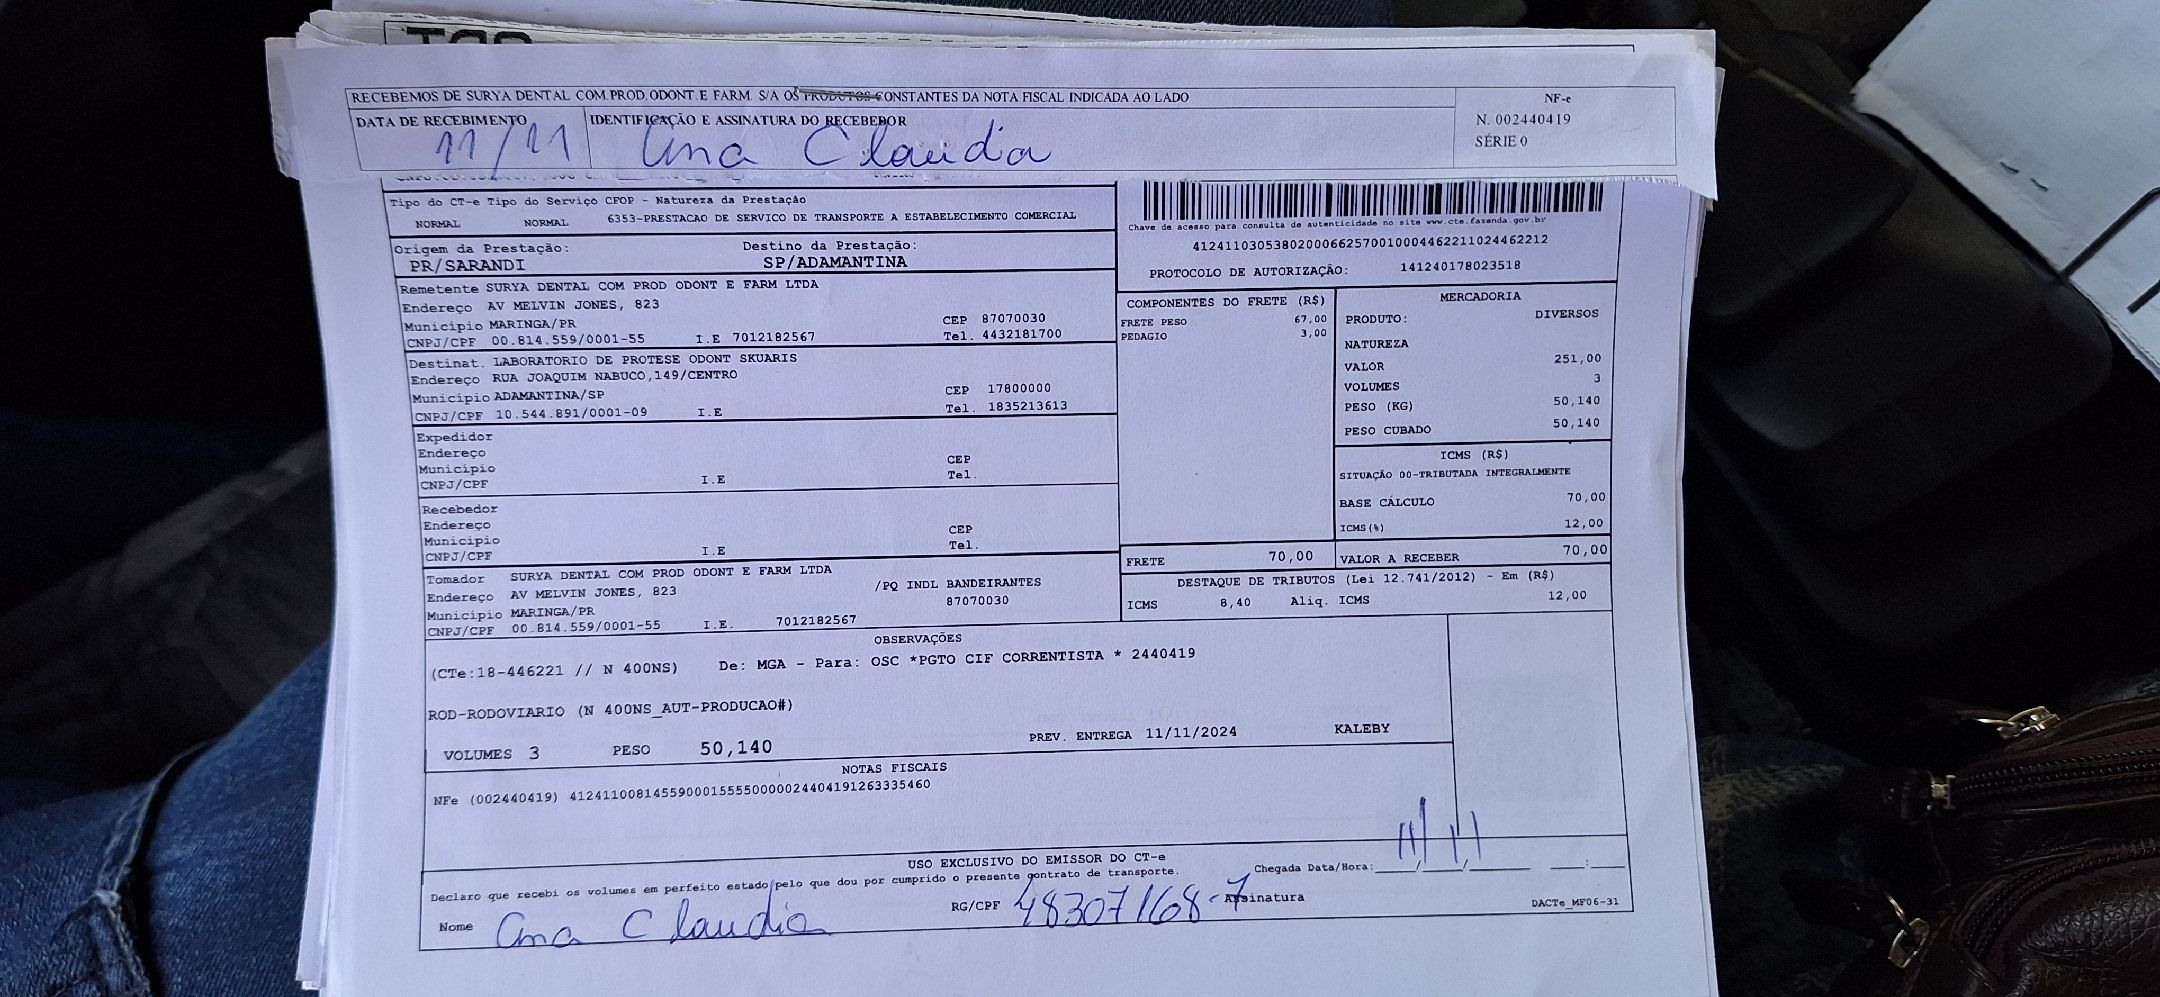 RECEBEMOS DE SURYA DENTAL COM.PROD.ODONT.E FARM. S/A OS PRODUTOS CONSTANTES DA NOTA FISCAL INDICADA AO LADO
NF-e
N. 002440419
SÉRIE 0
DATA DE RECEBIMENTO
11/11
IDENTIFICAÇÃO E ASSINATURA DO RECEBEDOR
Ana Claudia
Tipo do CT-e Tipo do Serviço CFOP - Natureza da Prestação
NORMAL NORMAL 6353-PRESTACAO DE SERVICO DE TRANSPORTE A ESTABELECIMENTO COMERCIAL
Chave de acesso para consulta de autenticidade no site www.cte.fazenda.gov.br
41241103053802000662570010004462211024462212
PROTOCOLO DE AUTORIZAÇÃO: 141240178023518
Origem da Prestação: Destino da Prestação:
PR/SARANDI SP/ADAMANTINA
Remetente SURYA DENTAL COM PROD ODONT E FARM LTDA
Endereço AV MELVIN JONES, 823
Município MARINGA/PR CEP 87070030
CNPJ/CPF 00.814.559/0001-55 I.E 7012182567 Tel. 4432181700
Destinat. LABORATORIO DE PROTESE ODONT SKUARIS
Endereço RUA JOAQUIM NABUCO,149/CENTRO
Município ADAMANTINA/SP CEP 17800000
CNPJ/CPF 10.544.891/0001-09 I.E Tel. 1835213613
Expedidor
Endereço
Município CEP
CNPJ/CPF I.E Tel.
Recebedor
Endereço
Município CEP
CNPJ/CPF I.E Tel.
Tomador SURYA DENTAL COM PROD ODONT E FARM LTDA
Endereço AV MELVIN JONES, 823 /PQ INDL BANDEIRANTES
Município MARINGA/PR 87070030
CNPJ/CPF 00.814.559/0001-55 I.E. 7012182567
COMPONENTES DO FRETE (R$)
FRETE PESO 67,00
PEDAGIO 3,00
FRETE 70,00
MERCADORIA
PRODUTO: DIVERSOS
NATUREZA
VALOR 251,00
VOLUMES 3
PESO (KG) 50,140
PESO CUBADO 50,140
ICMS (R$)
SITUAÇÃO 00-TRIBUTADA INTEGRALMENTE
BASE CÁLCULO 70,00
ICMS(%) 12,00
VALOR A RECEBER 70,00
DESTAQUE DE TRIBUTOS (Lei 12.741/2012) - Em (R$)
ICMS 8,40 Aliq. ICMS 12,00
OBSERVAÇÕES
(CTe:18-446221 // N 400NS) De: MGA - Para: OSC *PGTO CIF CORRENTISTA * 2440419
ROD-RODOVIARIO (N 400NS_AUT-PRODUCAO#)
VOLUMES 3 PESO 50,140 PREV. ENTREGA 11/11/2024 KALEBY
NOTAS FISCAIS
NFe (002440419) 41241100814559000155550000024404191263335460
USO EXCLUSIVO DO EMISSOR DO CT-e
Declaro que recebi os volumes em perfeito estado pelo que dou por cumprido o presente contrato de transporte.
Chegada Data/Hora: 11/11
Nome Ana Claudia RG/CPF 48307168-7 Assinatura
DACTe_MF06-31